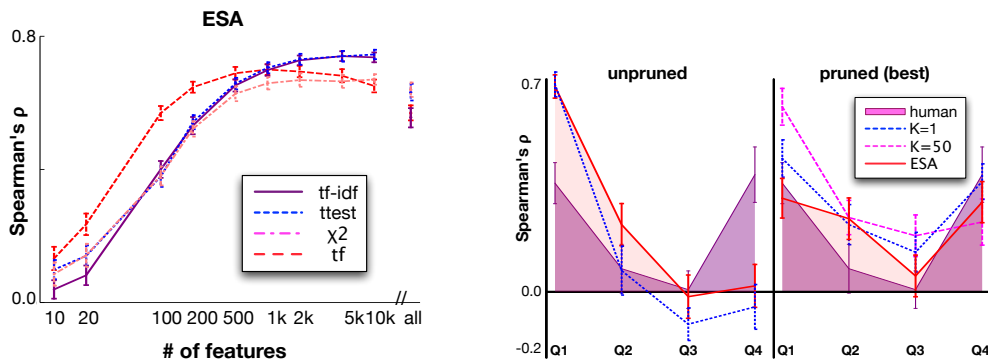 ESA
0.8
Spearman's ρ
0.0
tf-idf
ttest
χ2
tf
10 20 100 200 500 1k 2k 5k 10k // all
# of features
unpruned
pruned (best)
0.7
Spearman's ρ
0.0
-0.2
human
K=1
K=50
ESA
Q1 Q2 Q3 Q4 Q1 Q2 Q3 Q4